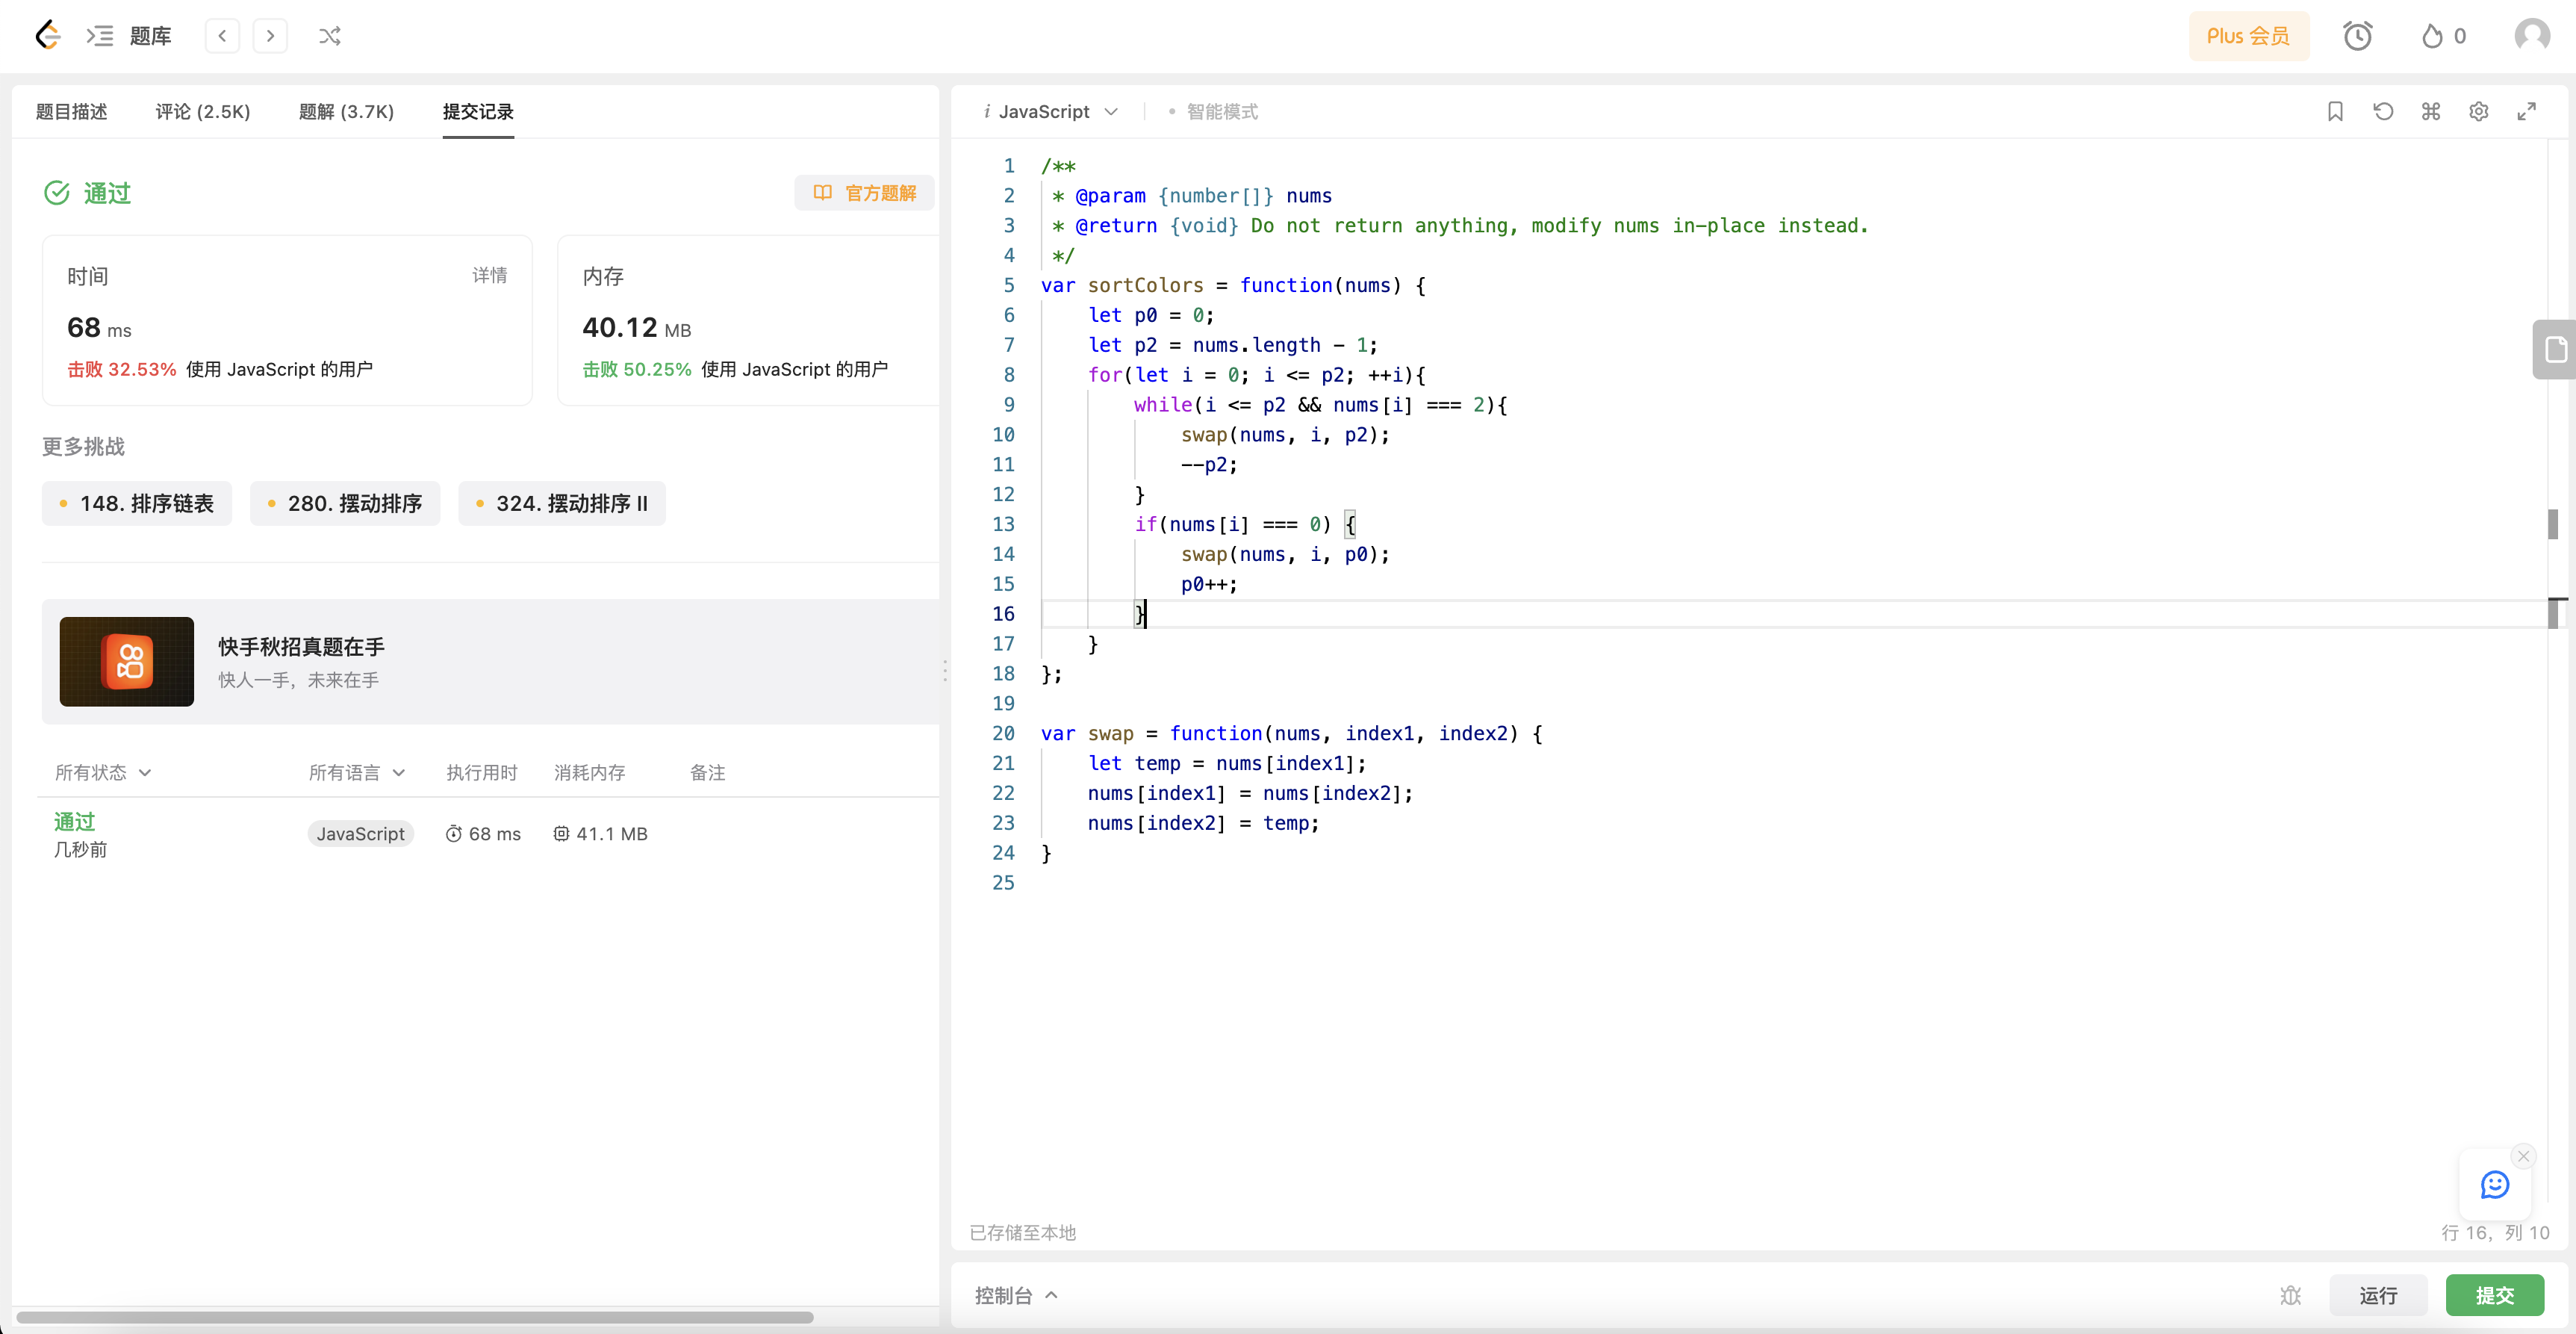 题库
Plus 会员
0
题目描述 评论 (2.5K) 题解 (3.7K) 提交记录
通过
官方题解
时间 详情
68 ms
击败 32.53% 使用 JavaScript 的用户
内存
40.12 MB
击败 50.25% 使用 JavaScript 的用户
更多挑战
148. 排序链表
280. 摆动排序
324. 摆动排序 II
快手秋招真题在手
快人一手，未来在手
所有状态 所有语言 执行用时 消耗内存 备注
通过
几秒前
JavaScript 68 ms 41.1 MB
i JavaScript 智能模式
1 /**
2  * @param {number[]} nums
3  * @return {void} Do not return anything, modify nums in-place instead.
4  */
5 var sortColors = function(nums) {
6     let p0 = 0;
7     let p2 = nums.length - 1;
8     for(let i = 0; i <= p2; ++i){
9         while(i <= p2 && nums[i] === 2){
10             swap(nums, i, p2);
11             --p2;
12         }
13         if(nums[i] === 0) {
14             swap(nums, i, p0);
15             p0++;
16         }
17     }
18 };
19
20 var swap = function(nums, index1, index2) {
21     let temp = nums[index1];
22     nums[index1] = nums[index2];
23     nums[index2] = temp;
24 }
25
已存储至本地
行 16，列 10
控制台
运行
提交